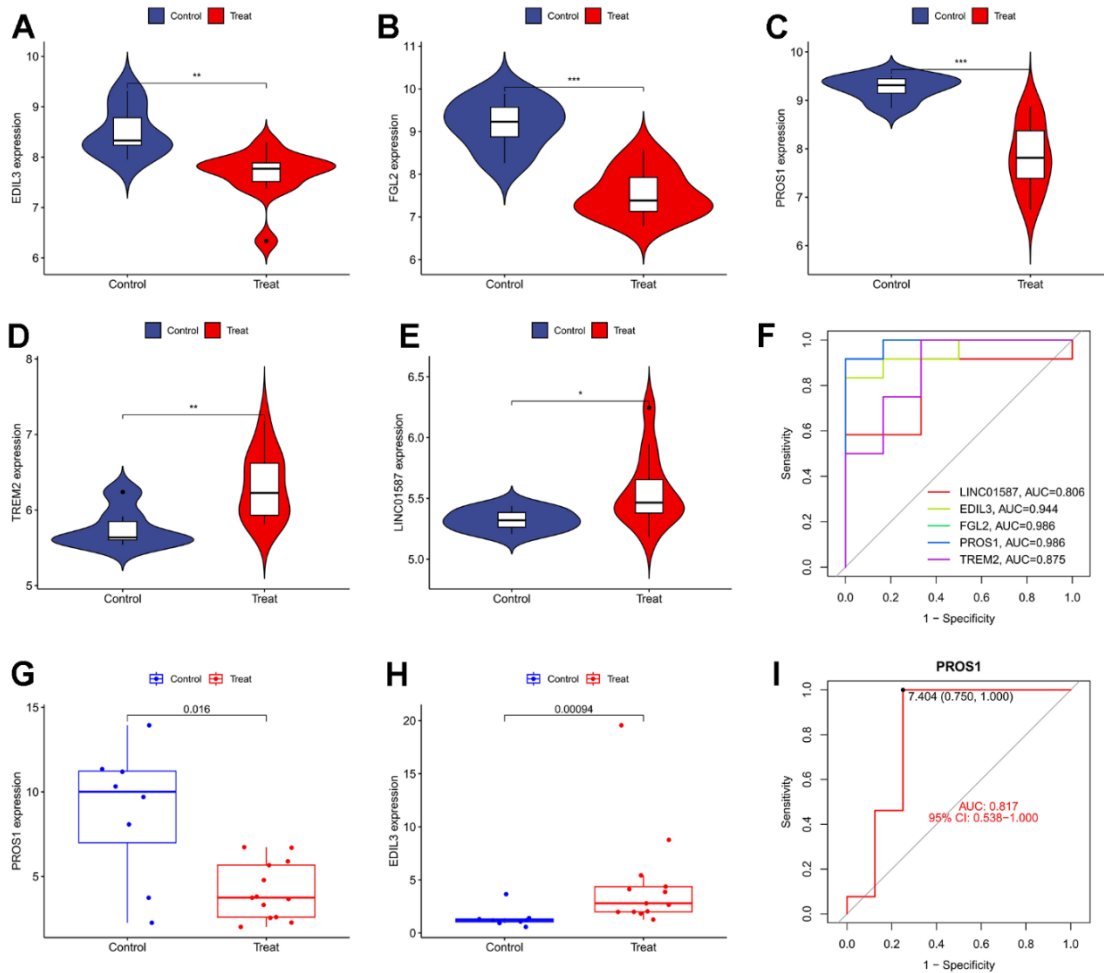 A
Control Treat
EDIL3 expression
10
9
8
7
6
**
Control Treat
B
Control Treat
FGL2 expression
11
10
9
8
7
6
***
Control Treat
C
Control Treat
PROS1 expression
10
9
8
7
6
***
Control Treat
D
Control Treat
TREM2 expression
8
7
6
5
**
Control Treat
E
Control Treat
LINC01587 expression
6.5
6.0
5.5
5.0
*
Control Treat
F
Sensitivity
1.0
0.8
0.6
0.4
0.2
0.0
LINC01587, AUC=0.806
EDIL3, AUC=0.944
FGL2, AUC=0.986
PROS1, AUC=0.986
TREM2, AUC=0.875
0.0 0.2 0.4 0.6 0.8 1.0
1 − Specificity
G
Control Treat
PROS1 expression
15
10
5
0.016
Control Treat
H
Control Treat
EDIL3 expression
20
15
10
5
0
0.00094
Control Treat
I
PROS1
Sensitivity
1.0
0.8
0.6
0.4
0.2
0.0
7.404 (0.750, 1.000)
AUC: 0.817
95% CI: 0.538−1.000
0.0 0.2 0.4 0.6 0.8 1.0
1 − Specificity